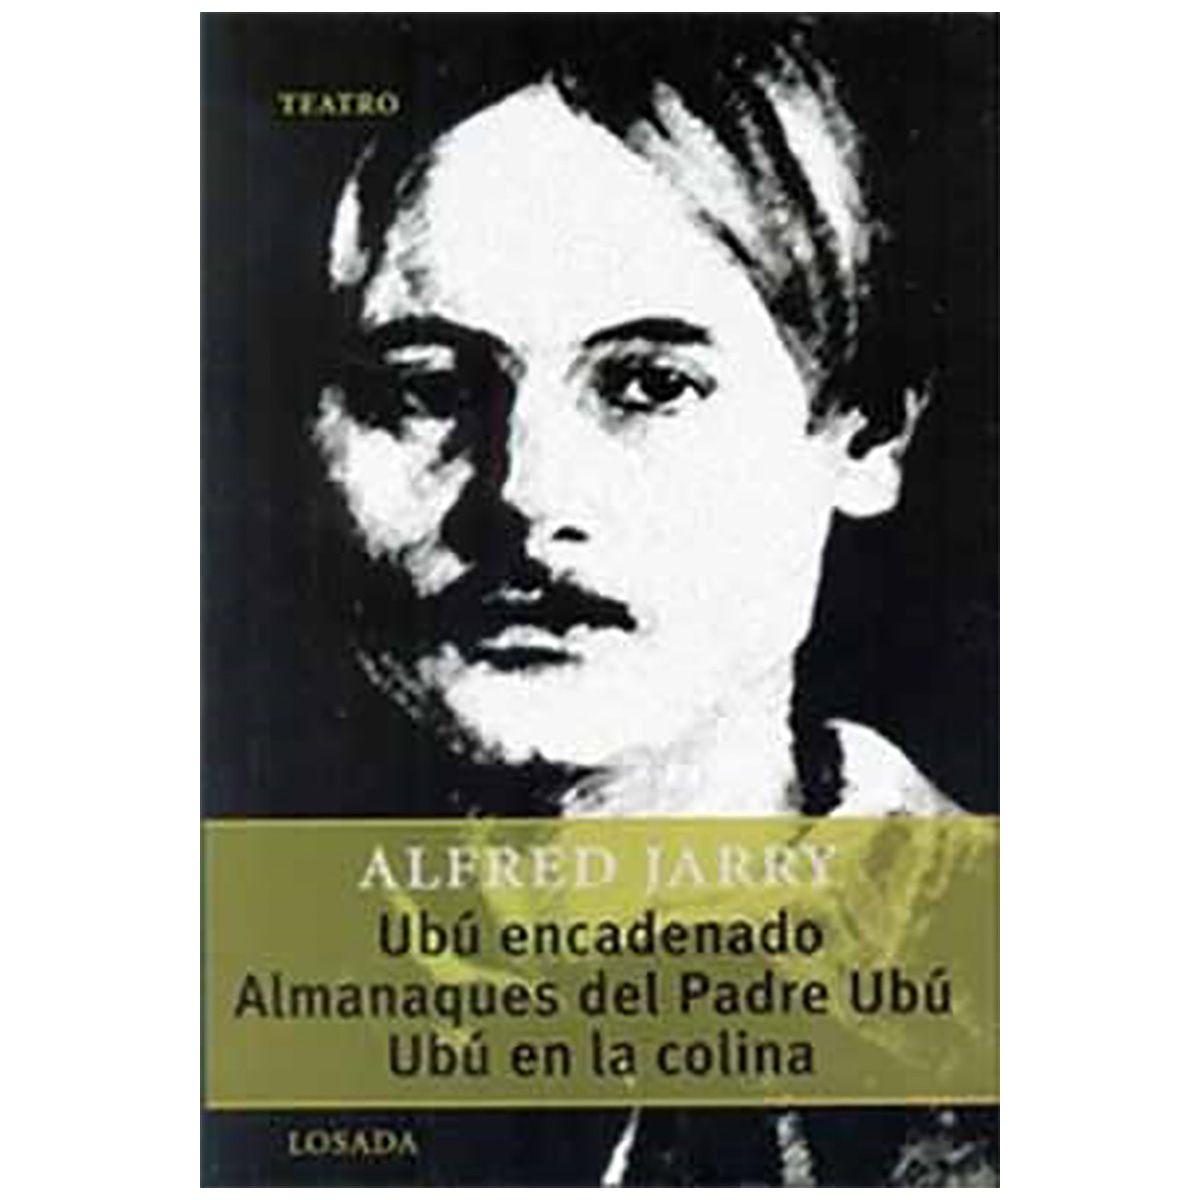 TEATRO
ALFRED JARRY
Ubú encadenado
Almanaques del Padre Ubú
Ubú en la colina
LOSADA